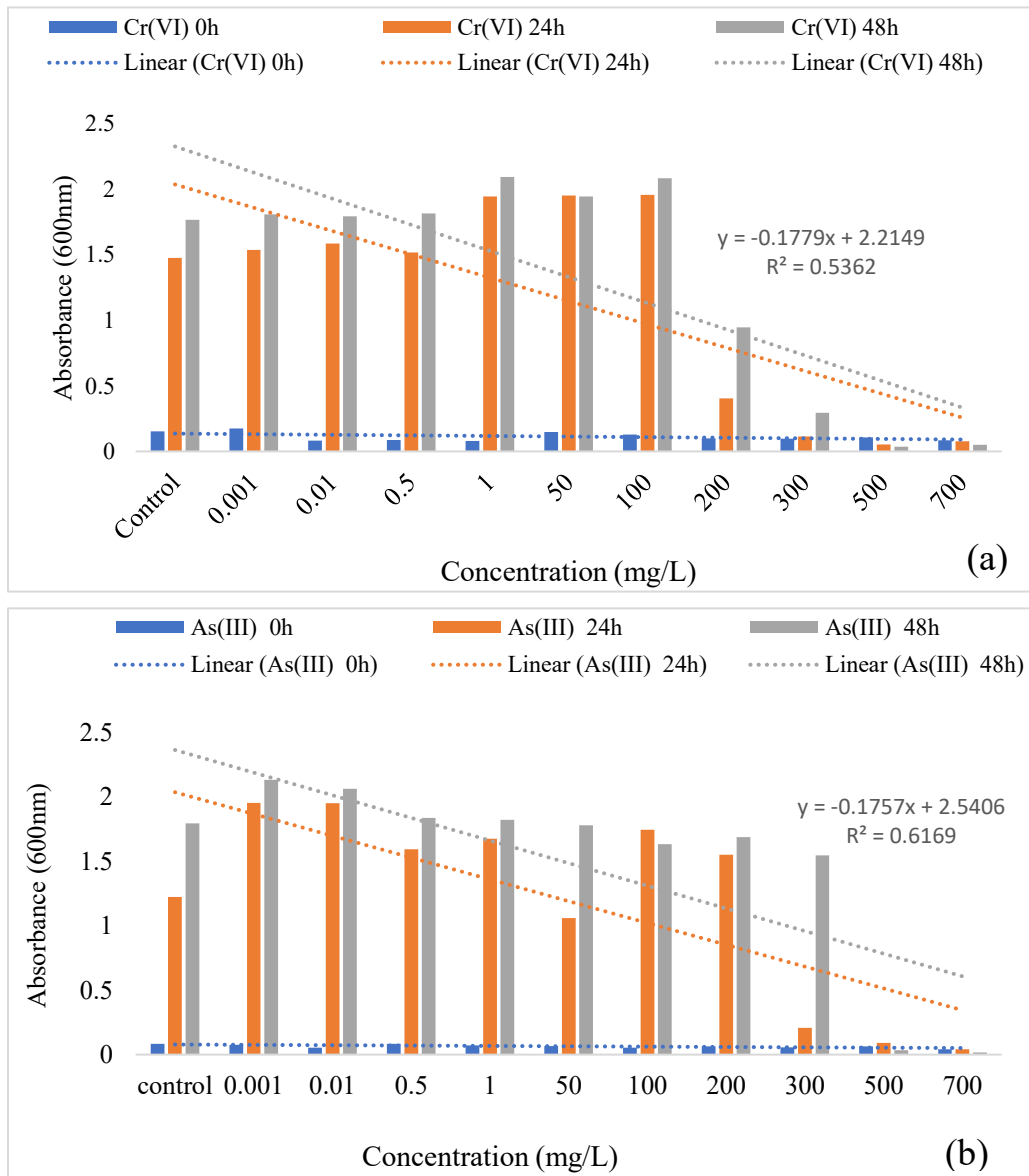 Cr(VI) 0h Cr(VI) 24h Cr(VI) 48h
Linear (Cr(VI) 0h) Linear (Cr(VI) 24h) Linear (Cr(VI) 48h)
2.5
2
1.5
1
0.5
0
Absorbance (600nm)
y = -0.1779x + 2.2149
R² = 0.5362
Control 0.001 0.01 0.5 1 50 100 200 300 500 700
Concentration (mg/L)
(a)
As(III) 0h As(III) 24h As(III) 48h
Linear (As(III) 0h) Linear (As(III) 24h) Linear (As(III) 48h)
2.5
2
1.5
1
0.5
0
Absorbance (600nm)
y = -0.1757x + 2.5406
R² = 0.6169
control 0.001 0.01 0.5 1 50 100 200 300 500 700
Concentration (mg/L)
(b)